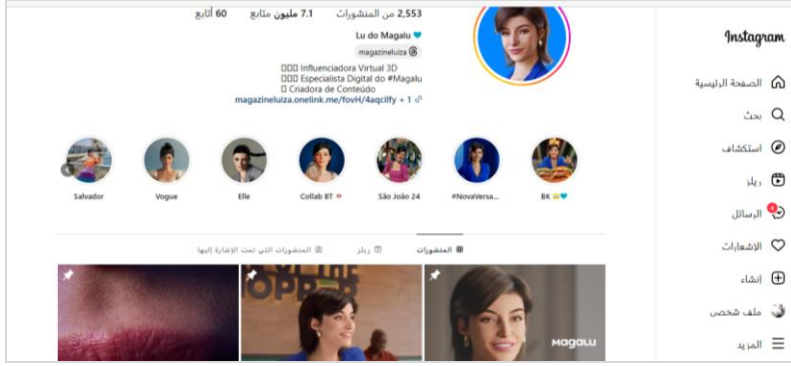 2,553 من المنشورات 7.1 مليون متابع 60 أتابع
Lu do Magalu 🩵
magazineluiza
Influenciadora Virtual 3D
Especialista Digital do #Magalu
Criadora de Conteúdo
magazineluiza.onelink.me/fovH/4aqcilfy + 1
Salvador
Vogue
Elle
Collab BT
São João 24
#NovaVersa...
BK
المنشورات
ريلز
المنشورات التي تمت الإشارة إليها
MAGALU
Instagram
الصفحة الرئيسية
بحث
استكشاف
ريلز
4
الرسائل
الإشعارات
إنشاء
ملف شخصى
المزيد